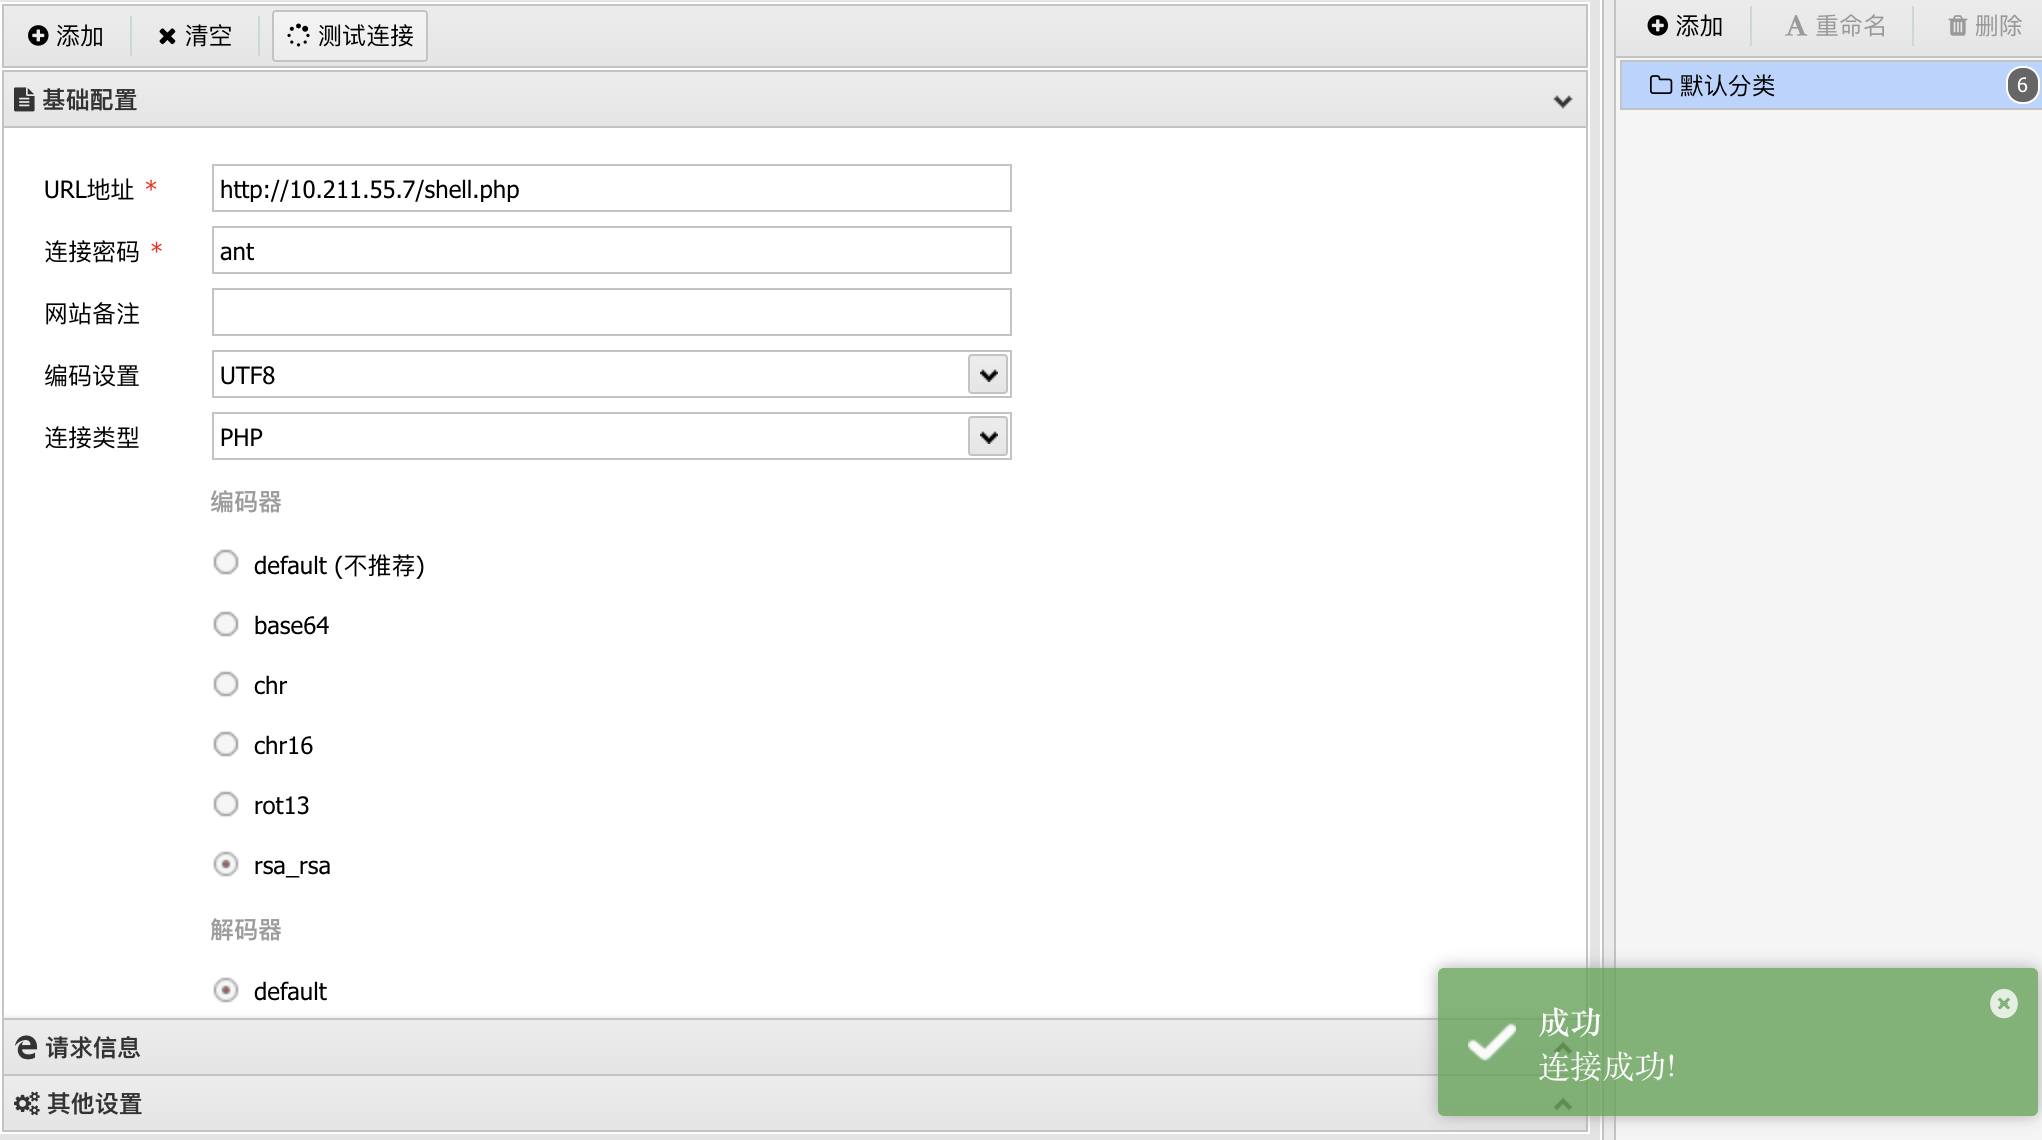 添加 清空 测试连接
基础配置
URL地址 * http://10.211.55.7/shell.php
连接密码 * ant
网站备注
编码设置 UTF8
连接类型 PHP
编码器
default (不推荐)
base64
chr
chr16
rot13
rsa_rsa
解码器
default
请求信息
其他设置
添加 重命名 删除
默认分类 6
成功
连接成功!